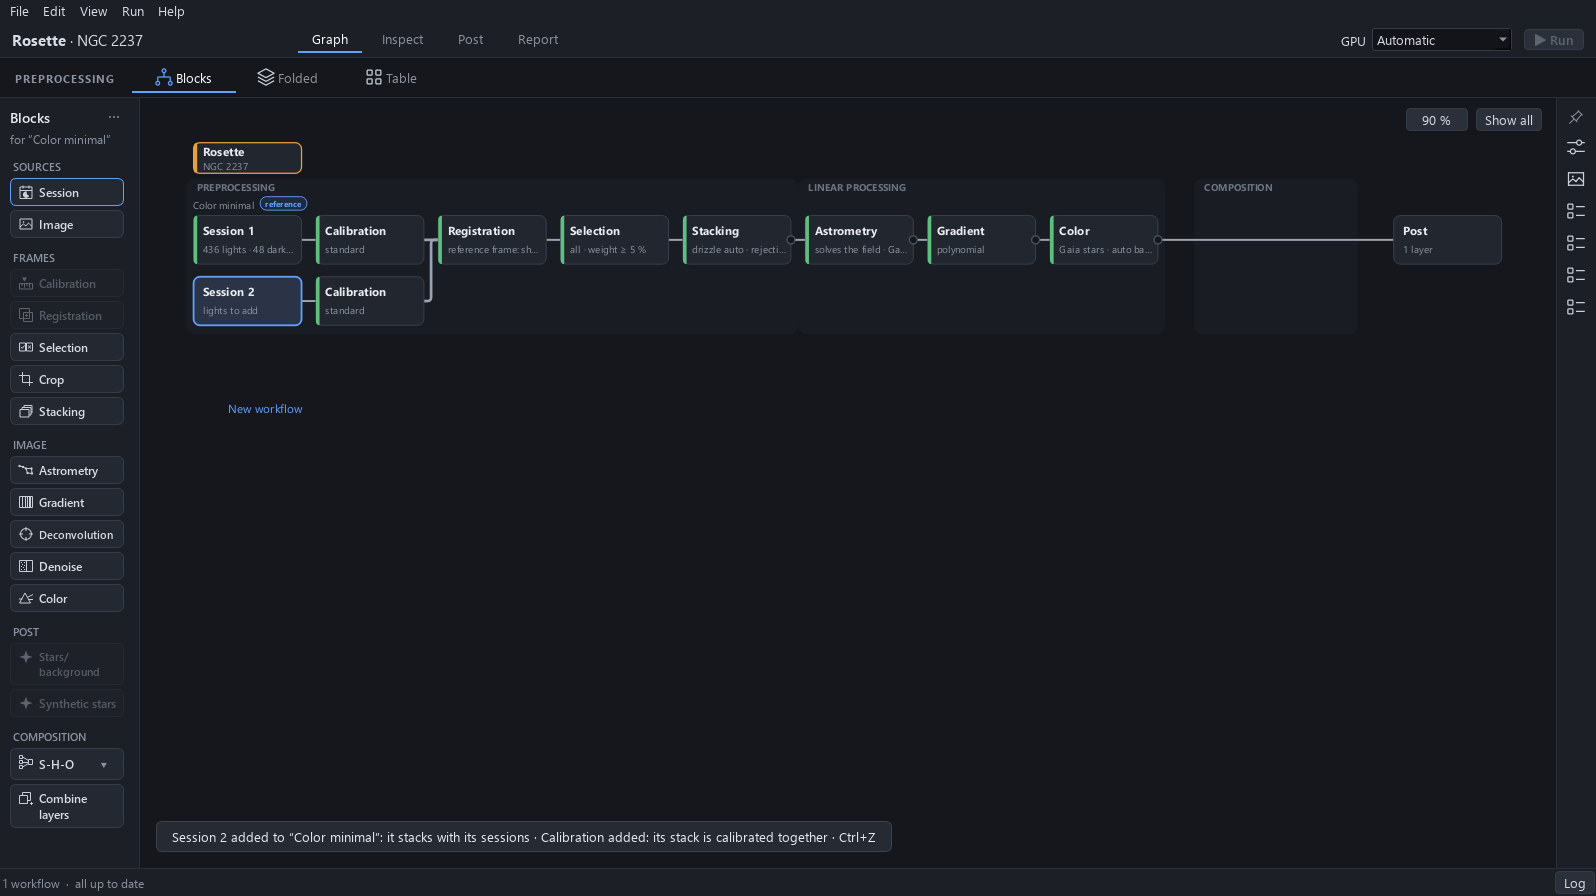 File Edit View Run Help
Rosette · NGC 2237
Graph Inspect Post Report
GPU Automatic Run
PREPROCESSING Blocks Folded Table
Blocks ...
for “Color minimal”
SOURCES
Session
Image
FRAMES
Calibration
Registration
Selection
Crop
Stacking
IMAGE
Astrometry
Gradient
Deconvolution
Denoise
Color
POST
Stars/
background
Synthetic stars
COMPOSITION
S-H-O
Combine
layers
90 % Show all
Rosette
NGC 2237
PREPROCESSING LINEAR PROCESSING COMPOSITION
Color minimal reference
Session 1
436 lights · 48 dark...
Calibration
standard
Registration
reference frame: sh...
Selection
all · weight ≥ 5 %
Stacking
drizzle auto · rejecti...
Astrometry
solves the field · Ga...
Gradient
polynomial
Color
Gaia stars · auto ba...
Post
1 layer
Session 2
lights to add
Calibration
standard
New workflow
Session 2 added to “Color minimal”: it stacks with its sessions · Calibration added: its stack is calibrated together · Ctrl+Z
1 workflow · all up to date
Log